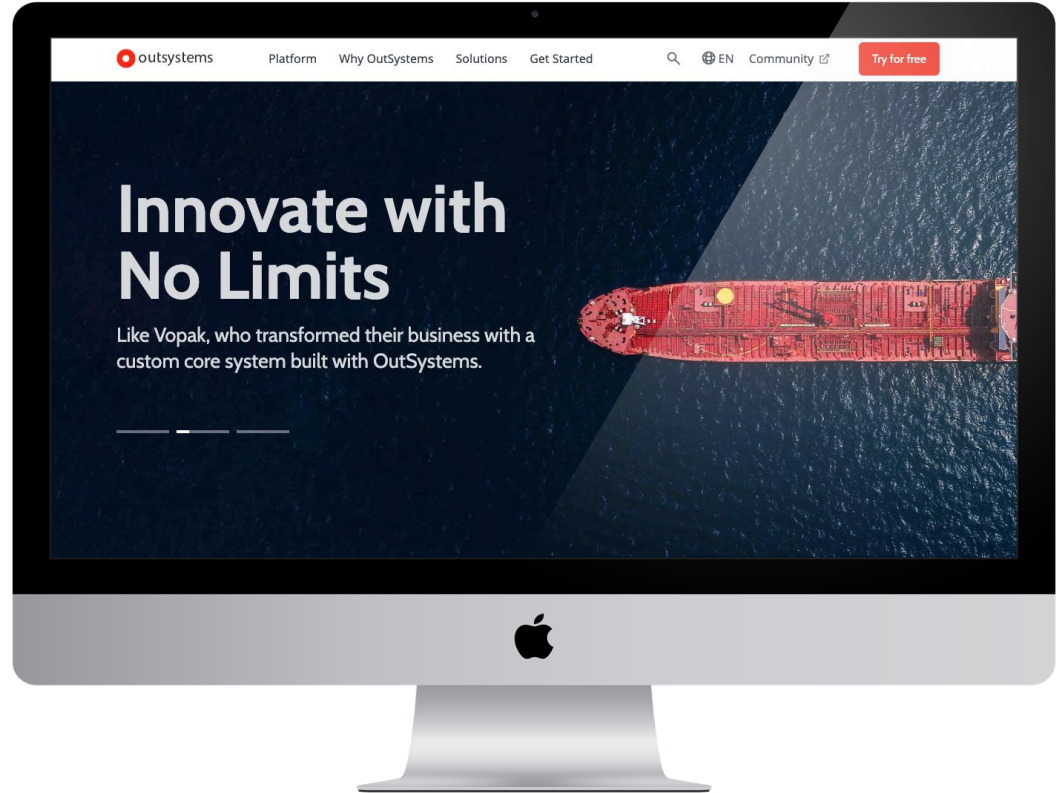 outsystems
Platform Why OutSystems Solutions Get Started EN Community Try for free
Innovate with
No Limits
Like Vopak, who transformed their business with a
custom core system built with OutSystems.